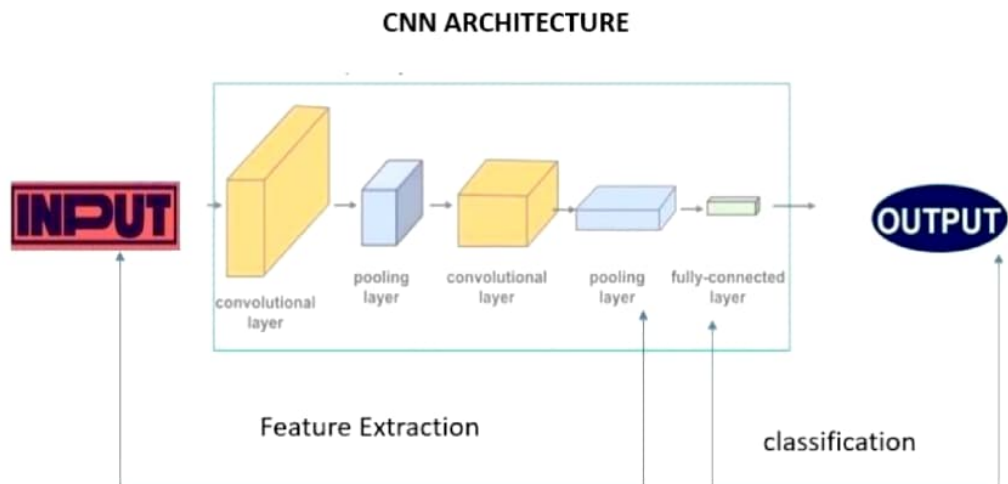 CNN ARCHITECTURE
INPUT
OUTPUT
convolutional
layer
pooling
layer
convolutional
layer
pooling
layer
fully-connected
layer
Feature Extraction
classification